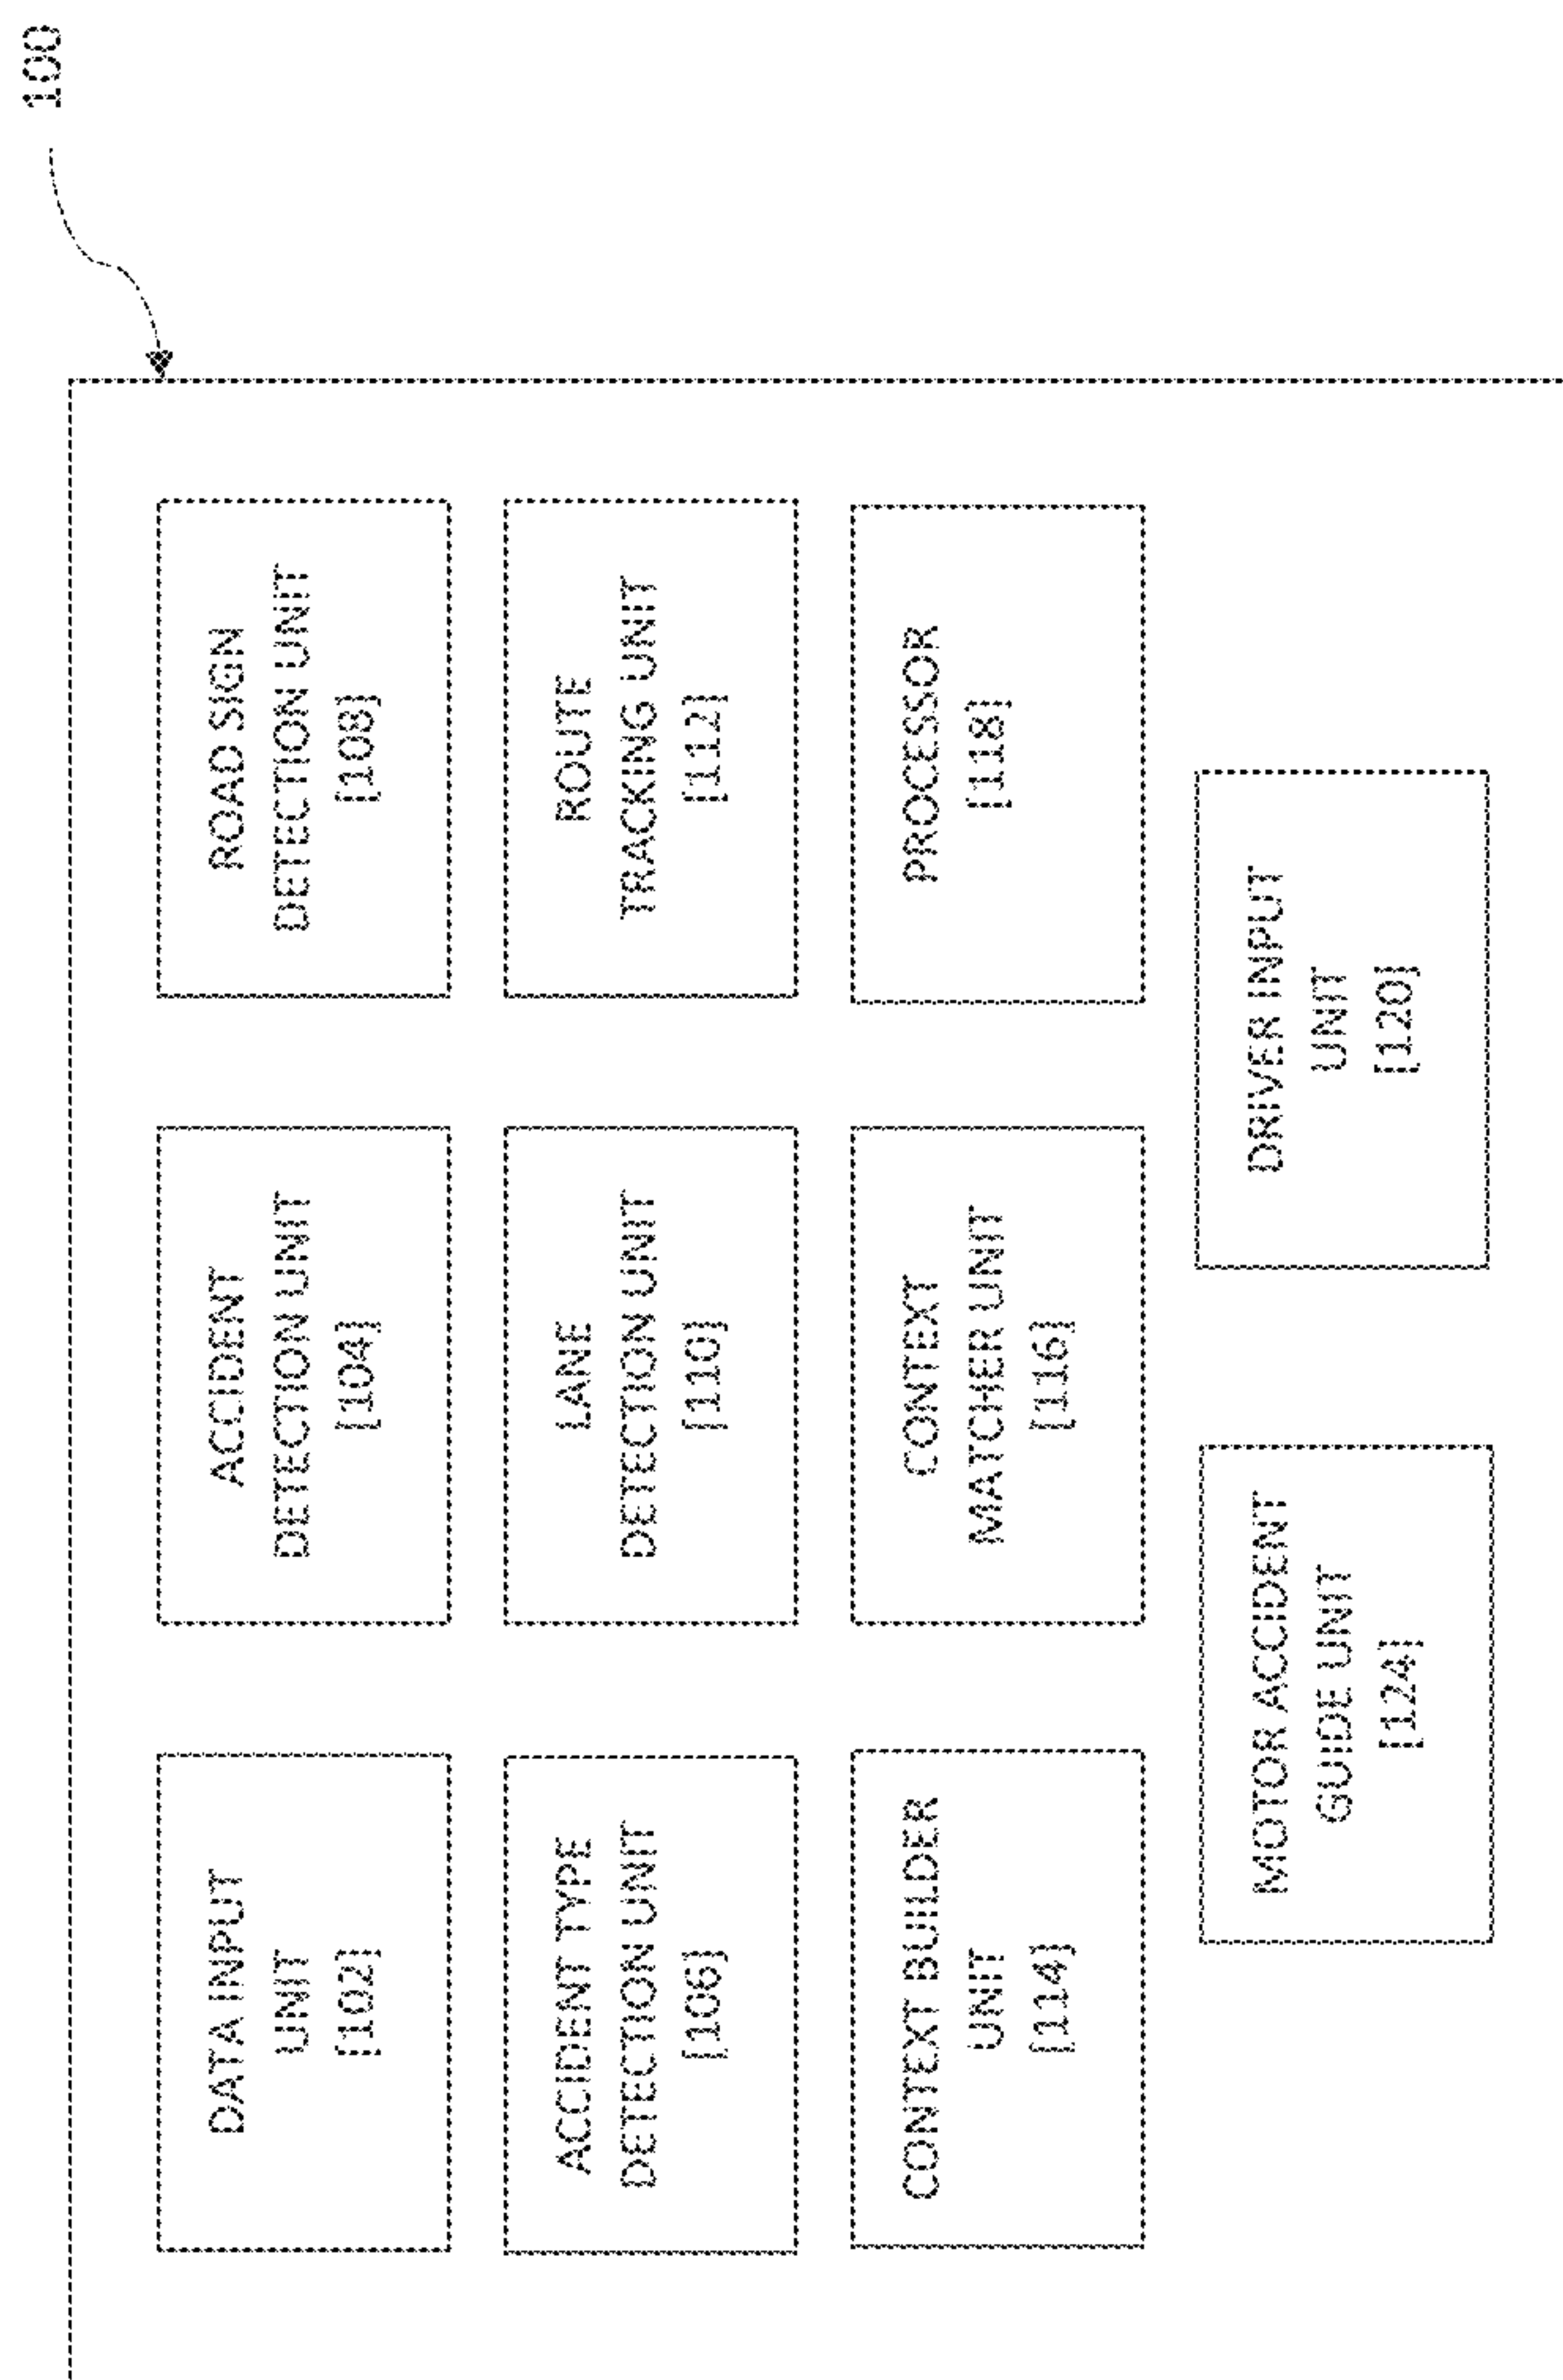 100
DATA INPUT
UNIT
[102]
ACCIDENT
DETECTION UNIT
[104]
ROAD SIGN
DETECTION UNIT
[108]
ACCIDENT TYPE
DETECTION UNIT
[106]
LANE
DETECTION UNIT
[110]
ROUTE
TRACKING UNIT
[112]
CONTEXT BUILDER
UNIT
[114]
CONTEXT
MATCHER UNIT
[116]
PROCESSOR
[118]
MOTOR ACCIDENT
GUIDE UNIT
[124]
DRIVER INPUT
UNIT
[120]